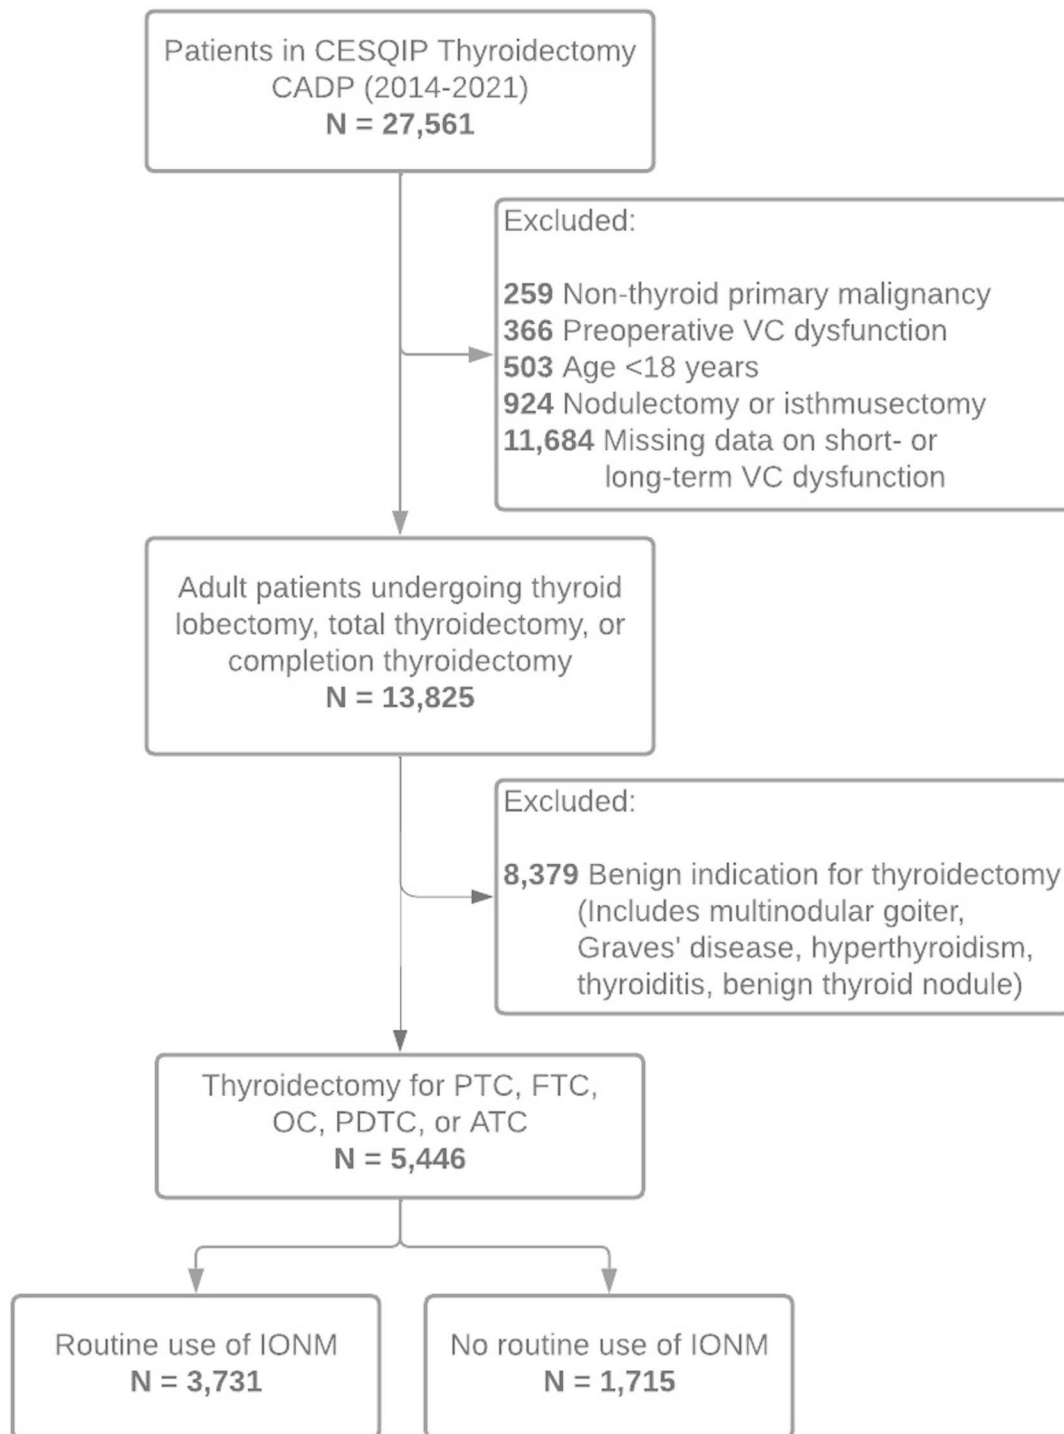 Patients in CESQIP Thyroidectomy
CADP (2014-2021)
N = 27,561
Excluded:
259 Non-thyroid primary malignancy
366 Preoperative VC dysfunction
503 Age <18 years
924 Nodulectomy or isthmusectomy
11,684 Missing data on short- or
long-term VC dysfunction
Adult patients undergoing thyroid
lobectomy, total thyroidectomy, or
completion thyroidectomy
N = 13,825
Excluded:
8,379 Benign indication for thyroidectomy
(Includes multinodular goiter,
Graves' disease, hyperthyroidism,
thyroiditis, benign thyroid nodule)
Thyroidectomy for PTC, FTC,
OC, PDTC, or ATC
N = 5,446
Routine use of IONM
N = 3,731
No routine use of IONM
N = 1,715